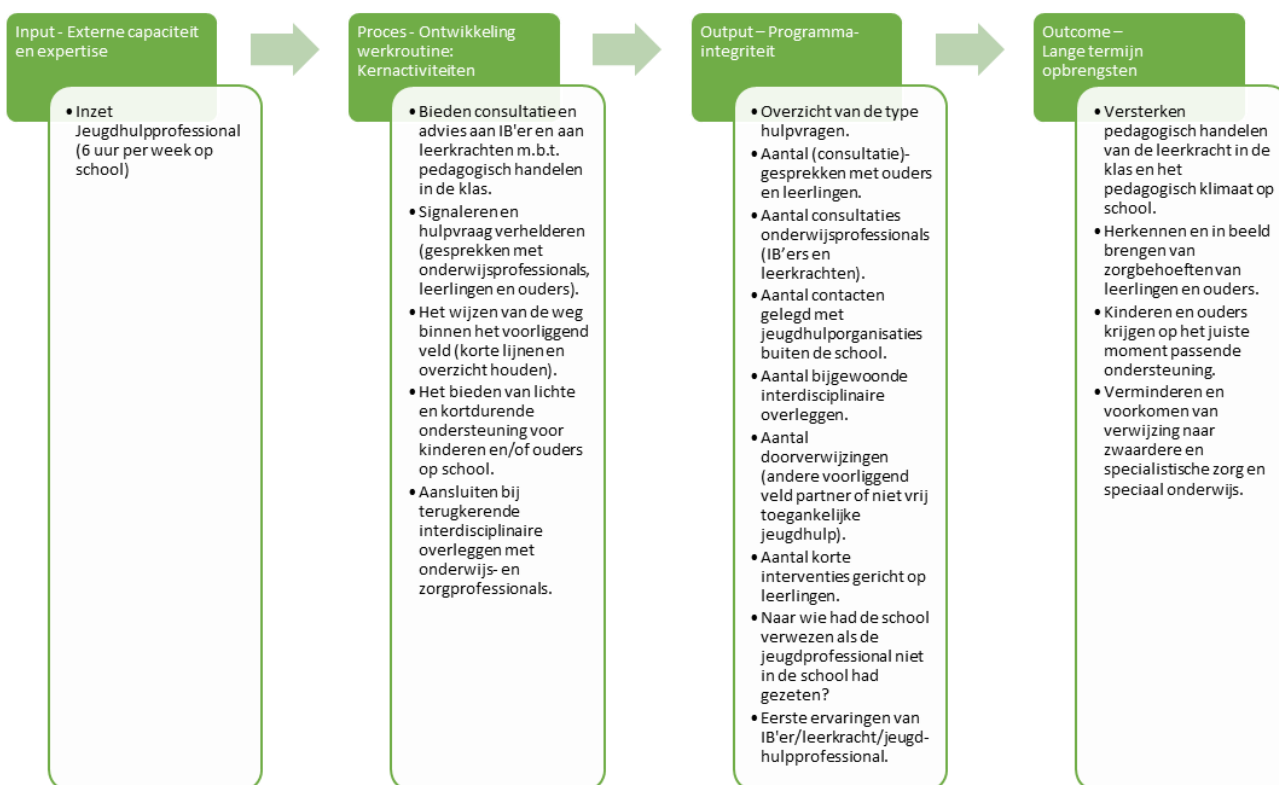 Input - Externe capaciteit
en expertise
• Inzet
Jeugdhulpprofessional
(6 uur per week op
school)
Proces - Ontwikkeling
werkroutine:
Kernactiviteiten
• Bieden consultatie en
advies aan IB'er en aan
leerkrachten m.b.t.
pedagogisch handelen
in de klas.
• Signaleren en
hulpvraag verhelderen
(gesprekken met
onderwijsprofessionals,
leerlingen en ouders).
• Het wijzen van de weg
binnen het voorliggend
veld (korte lijnen en
overzicht houden).
• Het bieden van lichte
en kortdurende
ondersteuning voor
kinderen en/of ouders
op school.
• Aansluiten bij
terugkerende
interdisciplinaire
overleggen met
onderwijs- en
zorgprofessionals.
Output – Programma-
integriteit
• Overzicht van de type
hulpvragen.
• Aantal (consultatie)-
gesprekken met ouders
en leerlingen.
• Aantal consultaties
onderwijsprofessionals
(IB’ers en
leerkrachten).
• Aantal contacten
gelegd met
jeugdhulporganisaties
buiten de school.
• Aantal bijgewoonde
interdisciplinaire
overleggen.
• Aantal
doorverwijzingen
(andere voorliggend
veld partner of niet vrij
toegankelijke
jeugdhulp).
• Aantal korte
interventies gericht op
leerlingen.
• Naar wie had de school
verwezen als de
jeugdprofessional niet
in de school had
gezeten?
• Eerste ervaringen van
IB'er/leerkracht/jeugd-
hulpprofessional.
Outcome –
Lange termijn
opbrengsten
• Versterken
pedagogisch handelen
van de leerkracht in de
klas en het
pedagogisch klimaat op
school.
• Herkennen en in beeld
brengen van
zorgbehoeften van
leerlingen en ouders.
• Kinderen en ouders
krijgen op het juiste
moment passende
ondersteuning.
• Verminderen en
voorkomen van
verwijzing naar
zwaardere en
specialistische zorg en
speciaal onderwijs.